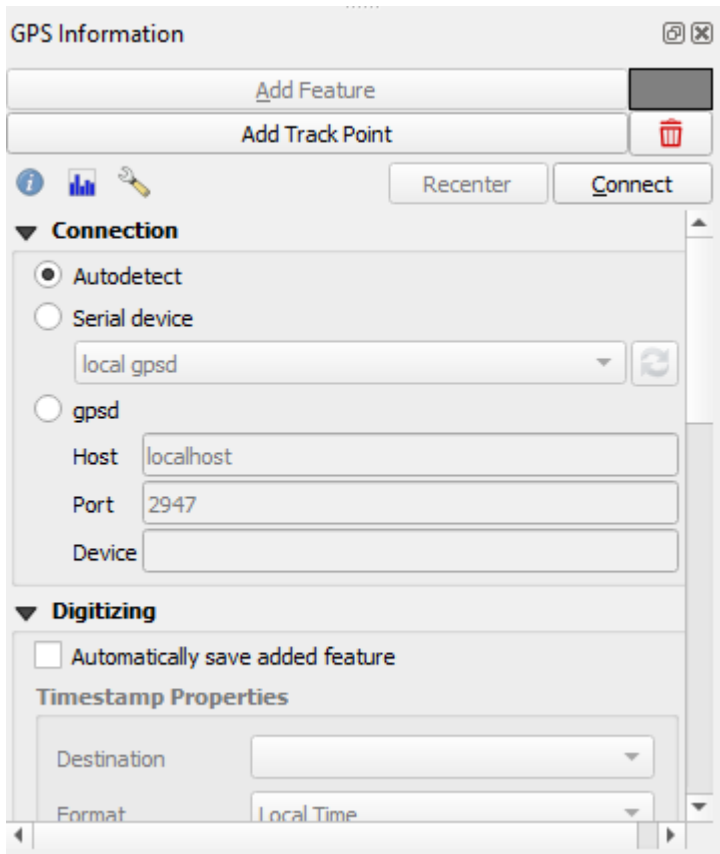 GPS Information
Add Feature
Add Track Point
Recenter Connect
Connection
Autodetect
Serial device
local gpsd
gpsd
Host localhost
Port 2947
Device
Digitizing
Automatically save added feature
Timestamp Properties
Destination
Format Local Time